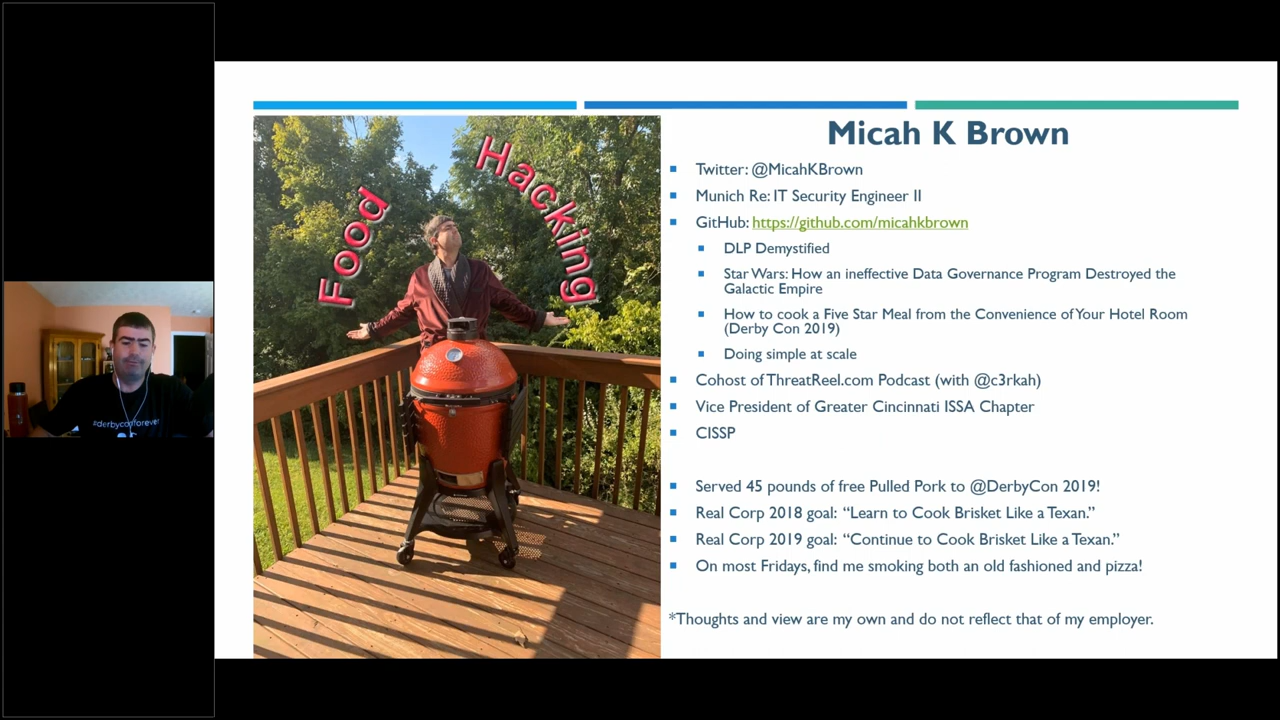 Food
Hacking
#derbyconforever
Micah K Brown
Twitter: @MicahKBrown
Munich Re: IT Security Engineer II
GitHub: https://github.com/micahkbrown
DLP Demystified
Star Wars: How an ineffective Data Governance Program Destroyed the
Galactic Empire
How to cook a Five Star Meal from the Convenience of Your Hotel Room
(Derby Con 2019)
Doing simple at scale
Cohost of ThreatReel.com Podcast (with @c3rkah)
Vice President of Greater Cincinnati ISSA Chapter
CISSP
Served 45 pounds of free Pulled Pork to @DerbyCon 2019!
Real Corp 2018 goal: “Learn to Cook Brisket Like a Texan.”
Real Corp 2019 goal: “Continue to Cook Brisket Like a Texan.”
On most Fridays, find me smoking both an old fashioned and pizza!
*Thoughts and view are my own and do not reflect that of my employer.